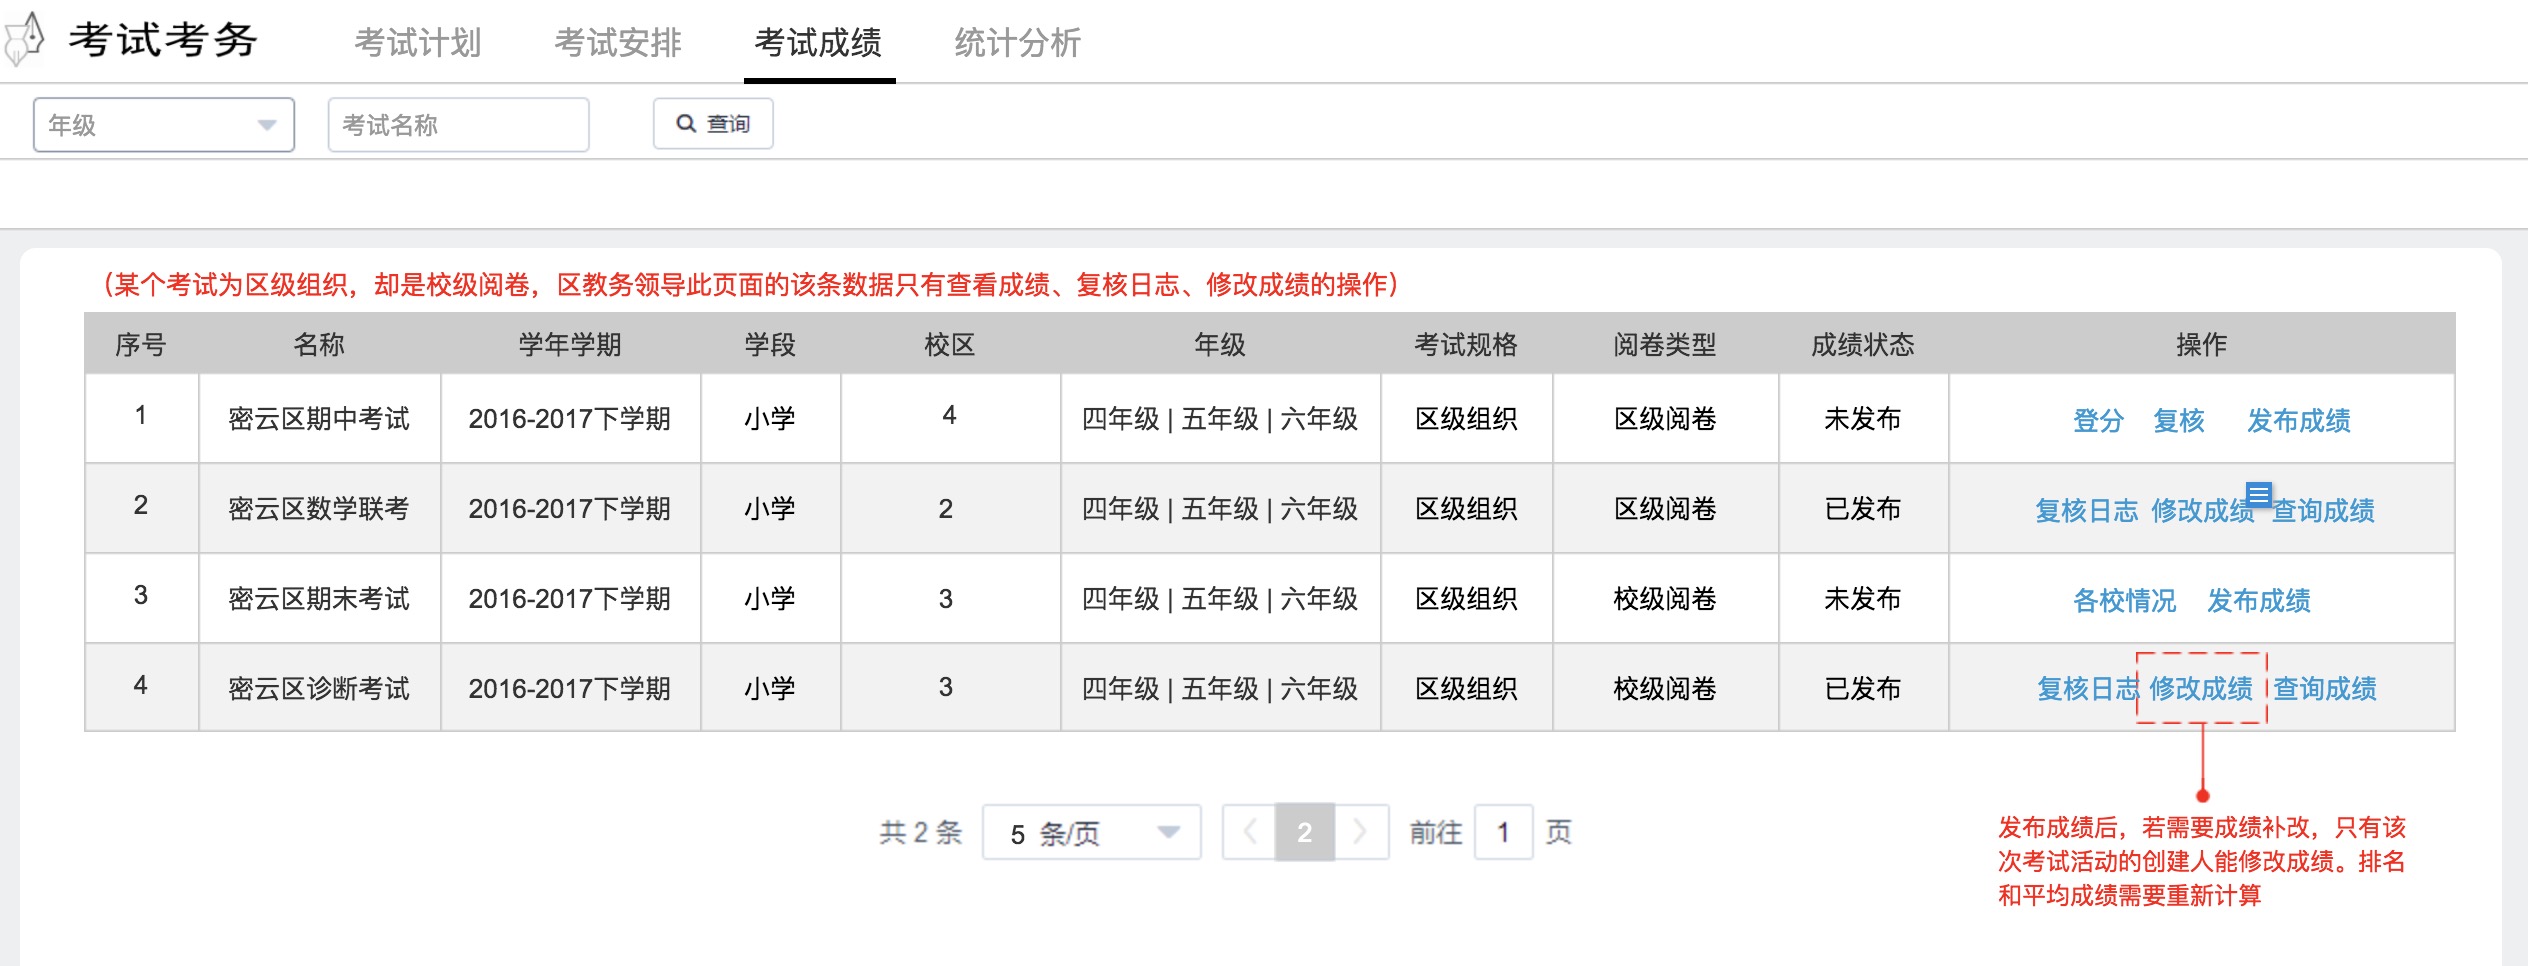 考试考务 考试计划 考试安排 考试成绩 统计分析
年级 考试名称 查询
（某个考试为区级组织，却是校级阅卷，区教务领导此页面的该条数据只有查看成绩、复核日志、修改成绩的操作）
序号 名称 学年学期 学段 校区 年级 考试规格 阅卷类型 成绩状态 操作
1 密云区期中考试 2016-2017下学期 小学 4 四年级 | 五年级 | 六年级 区级组织 区级阅卷 未发布 登分 复核 发布成绩
2 密云区数学联考 2016-2017下学期 小学 2 四年级 | 五年级 | 六年级 区级组织 区级阅卷 已发布 复核日志 修改成绩 查询成绩
3 密云区期末考试 2016-2017下学期 小学 3 四年级 | 五年级 | 六年级 区级组织 校级阅卷 未发布 各校情况 发布成绩
4 密云区诊断考试 2016-2017下学期 小学 3 四年级 | 五年级 | 六年级 区级组织 校级阅卷 已发布 复核日志 修改成绩 查询成绩
共 2 条 5 条/页 2 前往 1 页
发布成绩后，若需要成绩补改，只有该
次考试活动的创建人能修改成绩。排名
和平均成绩需要重新计算